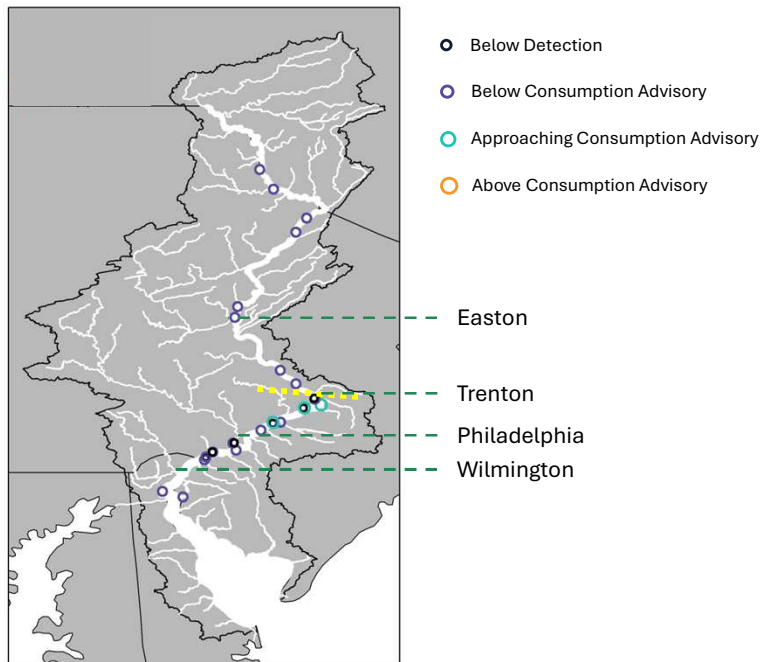 Below Detection
Below Consumption Advisory
Approaching Consumption Advisory
Above Consumption Advisory
Easton
Trenton
Philadelphia
Wilmington